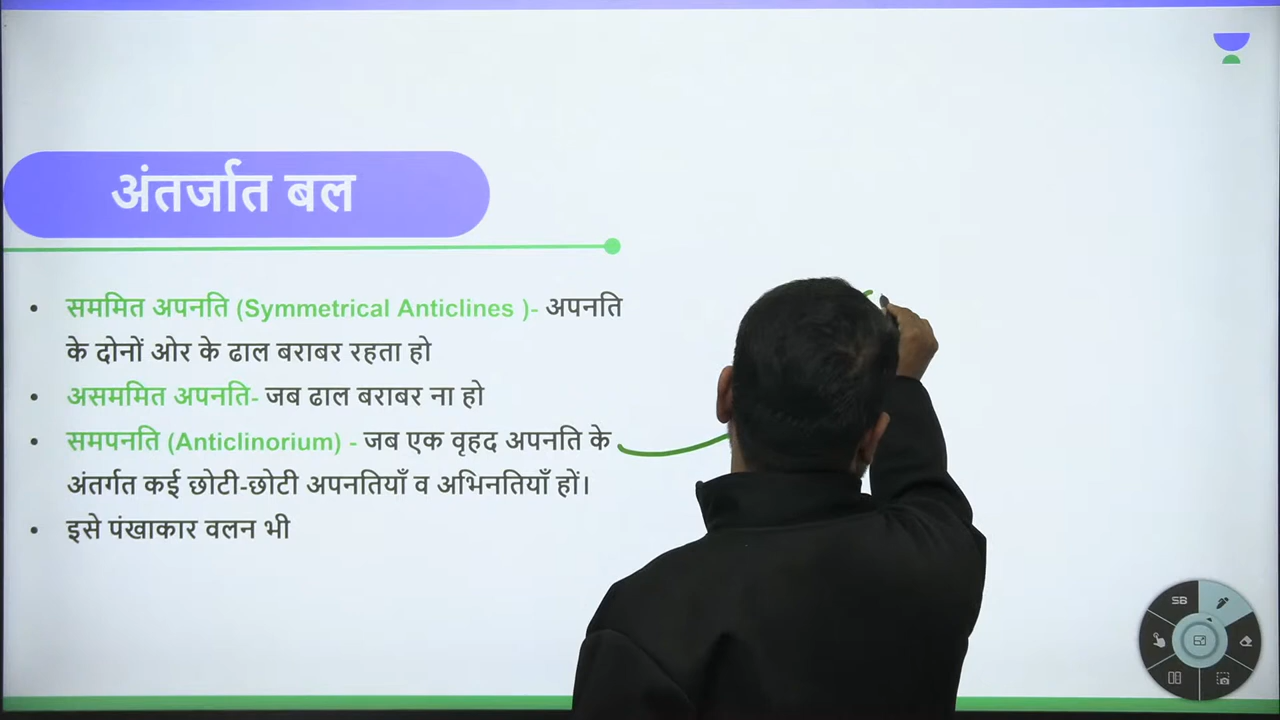 अंतर्जात बल
• सममित अपनति (Symmetrical Anticlines )- अपनति
के दोनों ओर के ढाल बराबर रहता हो
• असममित अपनति- जब ढाल बराबर ना हो
• समपनति (Anticlinorium) - जब एक वृहद अपनति के
अंतर्गत कई छोटी-छोटी अपनतियाँ व अभिनतियाँ हों।
• इसे पंखाकार वलन भी
SB